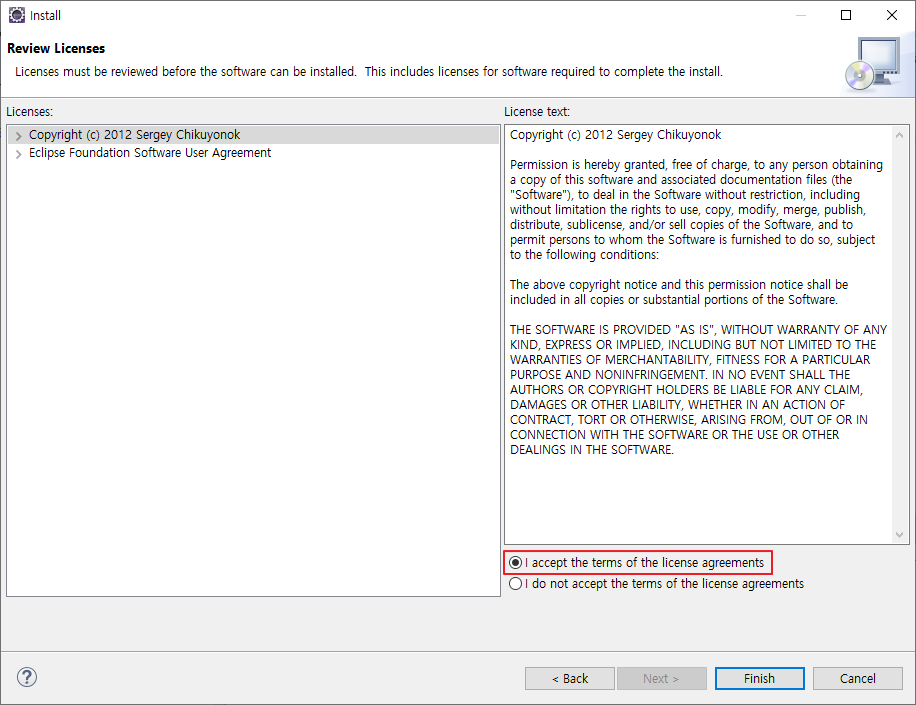 Install
Review Licenses
Licenses must be reviewed before the software can be installed.  This includes licenses for software required to complete the install.
Licenses:
Copyright (c) 2012 Sergey Chikuyonok
Eclipse Foundation Software User Agreement
License text:
Copyright (c) 2012 Sergey Chikuyonok
Permission is hereby granted, free of charge, to any person obtaining
a copy of this software and associated documentation files (the
"Software"), to deal in the Software without restriction, including
without limitation the rights to use, copy, modify, merge, publish,
distribute, sublicense, and/or sell copies of the Software, and to
permit persons to whom the Software is furnished to do so, subject
to the following conditions:
The above copyright notice and this permission notice shall be
included in all copies or substantial portions of the Software.
THE SOFTWARE IS PROVIDED "AS IS", WITHOUT WARRANTY OF ANY
KIND, EXPRESS OR IMPLIED, INCLUDING BUT NOT LIMITED TO THE
WARRANTIES OF MERCHANTABILITY, FITNESS FOR A PARTICULAR
PURPOSE AND NONINFRINGEMENT. IN NO EVENT SHALL THE
AUTHORS OR COPYRIGHT HOLDERS BE LIABLE FOR ANY CLAIM,
DAMAGES OR OTHER LIABILITY, WHETHER IN AN ACTION OF
CONTRACT, TORT OR OTHERWISE, ARISING FROM, OUT OF OR IN
CONNECTION WITH THE SOFTWARE OR THE USE OR OTHER
DEALINGS IN THE SOFTWARE.
I accept the terms of the license agreements
I do not accept the terms of the license agreements
?
< Back
Next >
Finish
Cancel